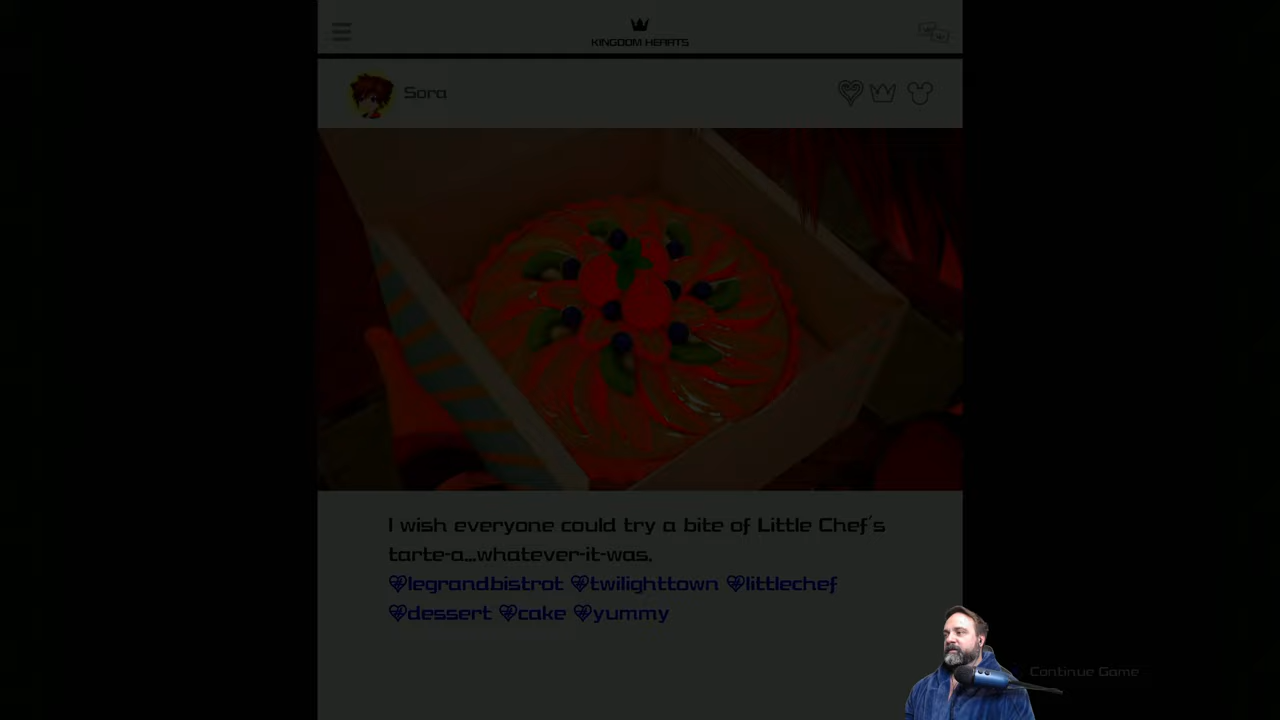 KINGDOM HEARTS
Sora
I wish everyone could try a bite of Little Chef's
tarte-a...whatever-it-was.
legrandbistrot twilighttown littlechef
dessert cake yummy
Continue Game